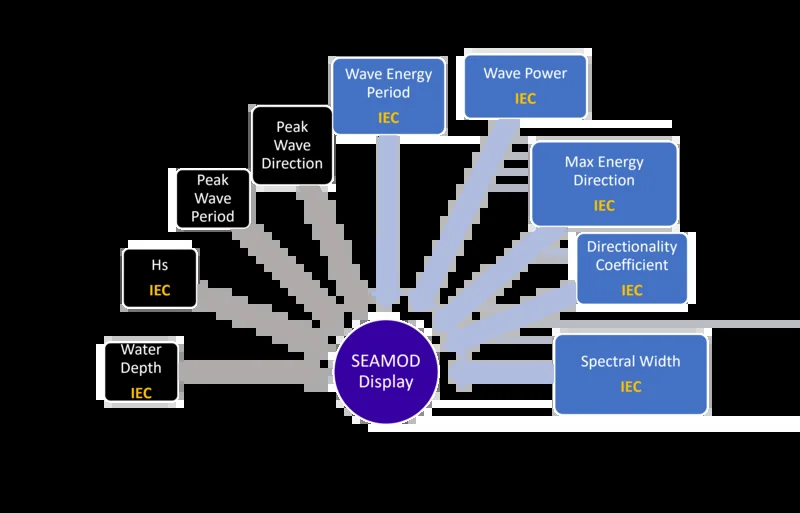 Wave Energy
Period
IEC
Wave Power
IEC
Peak
Wave
Direction
Max Energy
Direction
IEC
Peak
Wave
Period
Directionality
Coefficient
IEC
Hs
IEC
Water
Depth
IEC
SEAMOD
Display
Spectral Width
IEC